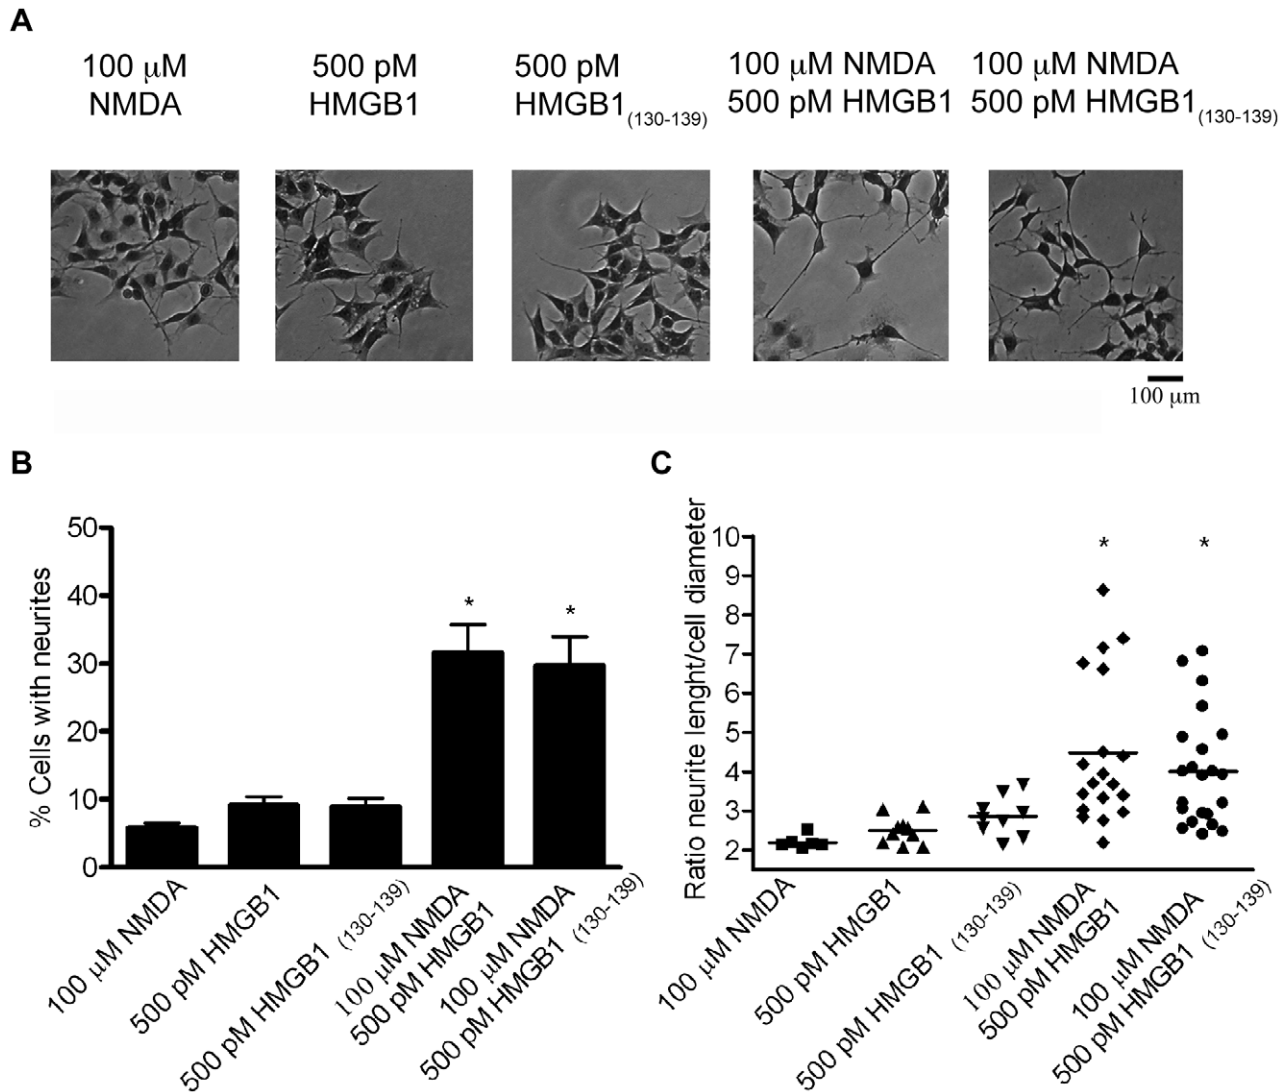 A
100 μM
NMDA
500 pM
HMGB1
500 pM
HMGB1(130-139)
100 μM NMDA
500 pM HMGB1
100 μM NMDA
500 pM HMGB1(130-139)
100 μm
B
% Cells with neurites
50
40
30
20
10
0
*
*
100 μM NMDA
500 pM HMGB1
500 pM HMGB1 (130-139)
100 μM NMDA
500 pM HMGB1
100 μM NMDA
500 pM HMGB1 (130-139)
C
Ratio neurite lenght/cell diameter
10
9
8
7
6
5
4
3
2
*
*
100 μM NMDA
500 pM HMGB1
500 pM HMGB1 (130-139)
100 μM NMDA
500 pM HMGB1
100 μM NMDA
500 pM HMGB1 (130-139)